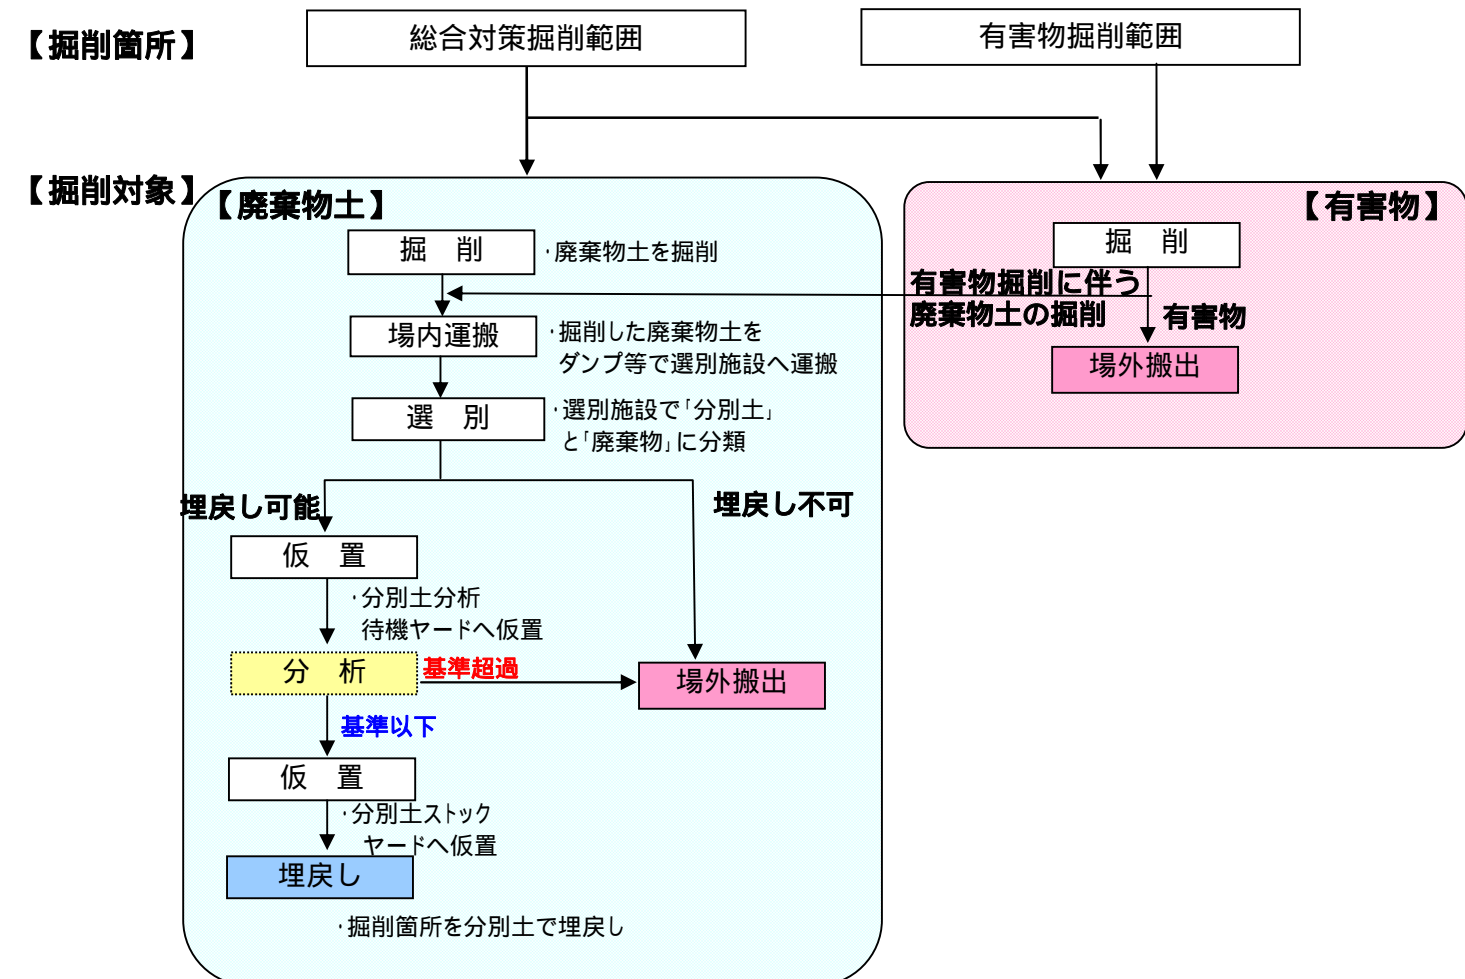 【掘削箇所】
総合対策掘削範囲
有害物掘削範囲
【掘削対象】
【廃棄物土】
掘　削
・廃棄物土を掘削
場内運搬
・掘削した廃棄物土を
ダンプ等で選別施設へ運搬
選　別
・選別施設で「分別土」
と「廃棄物」に分類
埋戻し可能
埋戻し不可
仮　置
・分別土分析
待機ヤードへ仮置
分　析
基準超過
場外搬出
基準以下
仮　置
・分別土ストック
ヤードへ仮置
埋戻し
・掘削箇所を分別土で埋戻し
【有害物】
掘　削
有害物掘削に伴う
廃棄物土の掘削
有害物
場外搬出